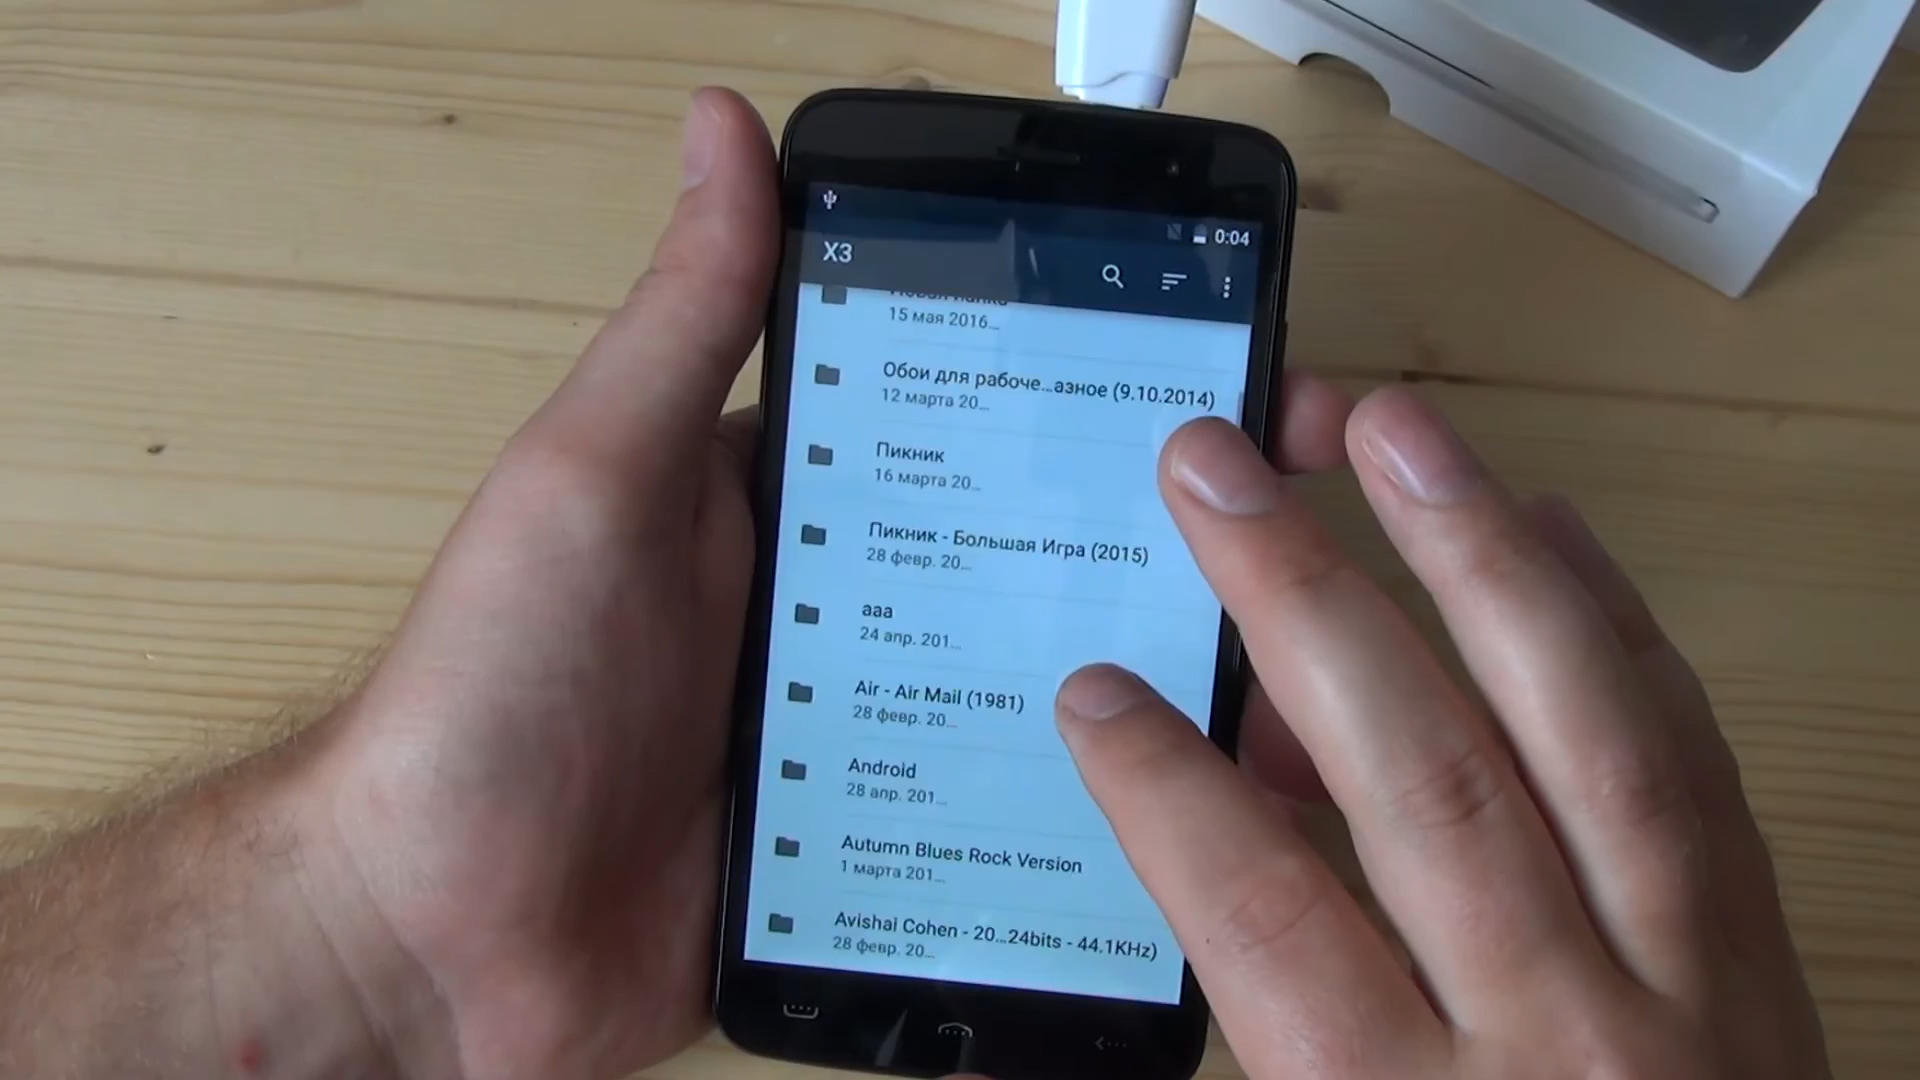 0:04
X3
15 мая 2016...
Обои для рабоче...азное (9.10.2014)
12 марта 20...
Пикник
16 марта 20...
Пикник - Большая Игра (2015)
28 февр. 20...
aaa
24 апр. 201...
Air - Air Mail (1981)
28 февр. 20...
Android
28 апр. 201...
Autumn Blues Rock Version
1 марта 201...
Avishai Cohen - 20...24bits - 44.1KHz)
28 февр. 20...